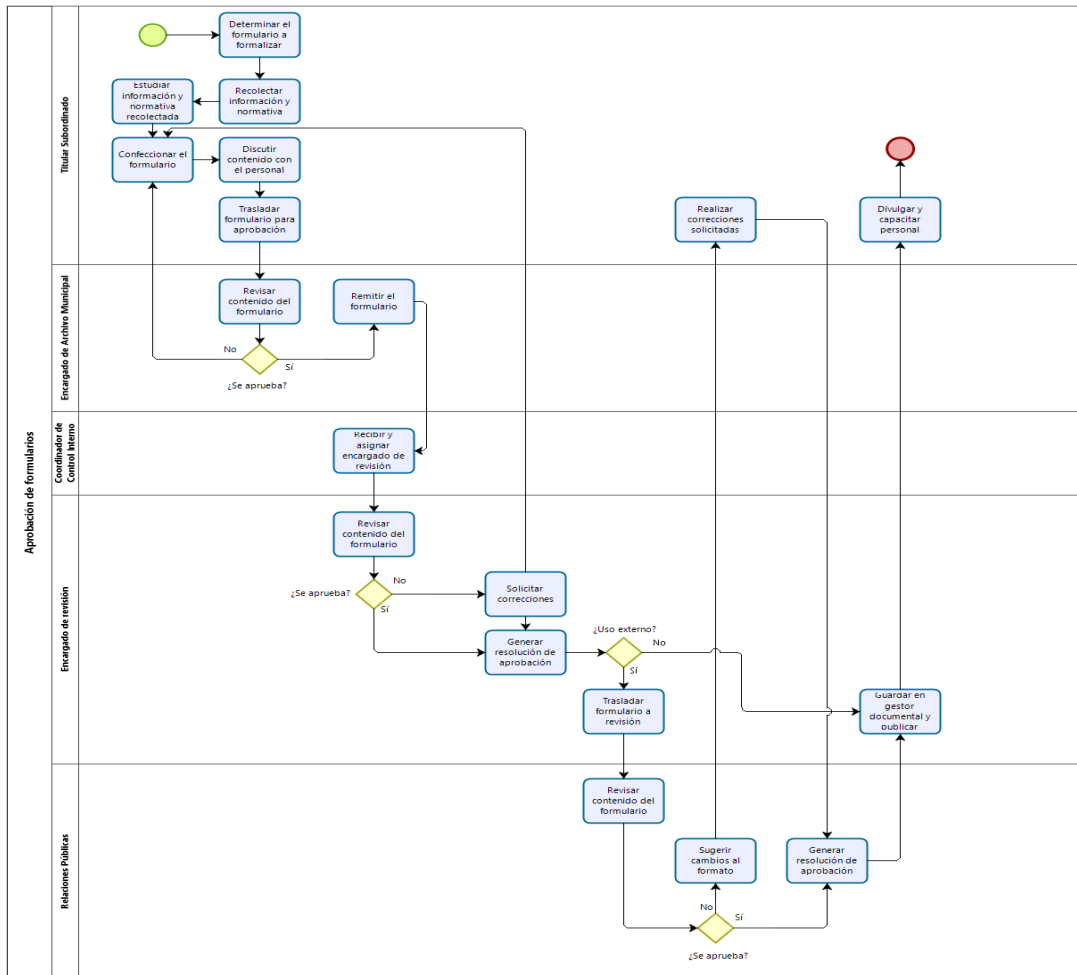 Aprobación de formularios
Titular Subordinado
Determinar el
formulario a
formalizar
Estudiar
información y
normativa
recolectada
Recolectar
información y
normativa
Confeccionar el
formulario
Discutir
contenido con
el personal
Trasladar
formulario para
aprobación
Realizar
correcciones
solicitadas
Divulgar y
capacitar
personal
Encargado de Archivo Municipal
Revisar
contenido del
formulario
Remitir el
formulario
No
Sí
¿Se aprueba?
Coordinador de
Control Interno
Recibir y
asignar
encargado de
revisión
Encargado de revisión
Revisar
contenido del
formulario
¿Se aprueba?
No
Sí
Solicitar
correcciones
Generar
resolución de
aprobación
¿Uso externo?
No
Sí
Trasladar
formulario a
revisión
Guardar en
gestor
documental y
publicar
Relaciones Públicas
Revisar
contenido del
formulario
Sugerir
cambios al
formato
Generar
resolución de
aprobación
No
Sí
¿Se aprueba?